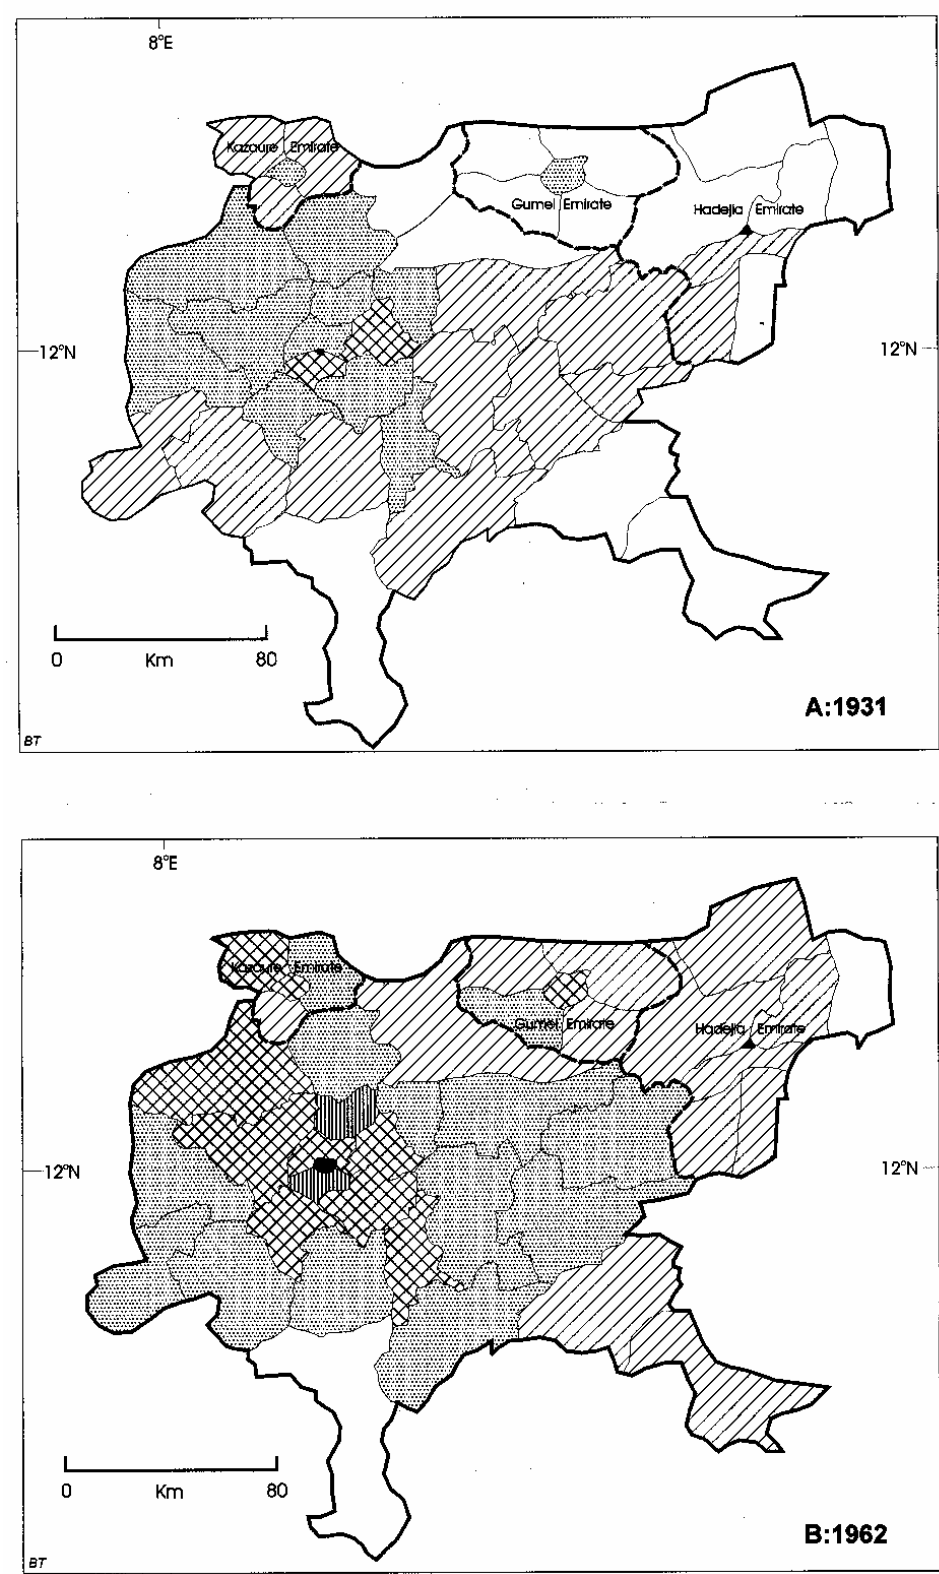 8°E
Kazaure Emirate
Gumel Emirate
Hadejia Emirate
12°N
12°N
0 Km 80
A:1931
BT
8°E
Kazaure Emirate
Gumel Emirate
Hadejia Emirate
12°N
12°N
0 Km 80
B:1962
BT